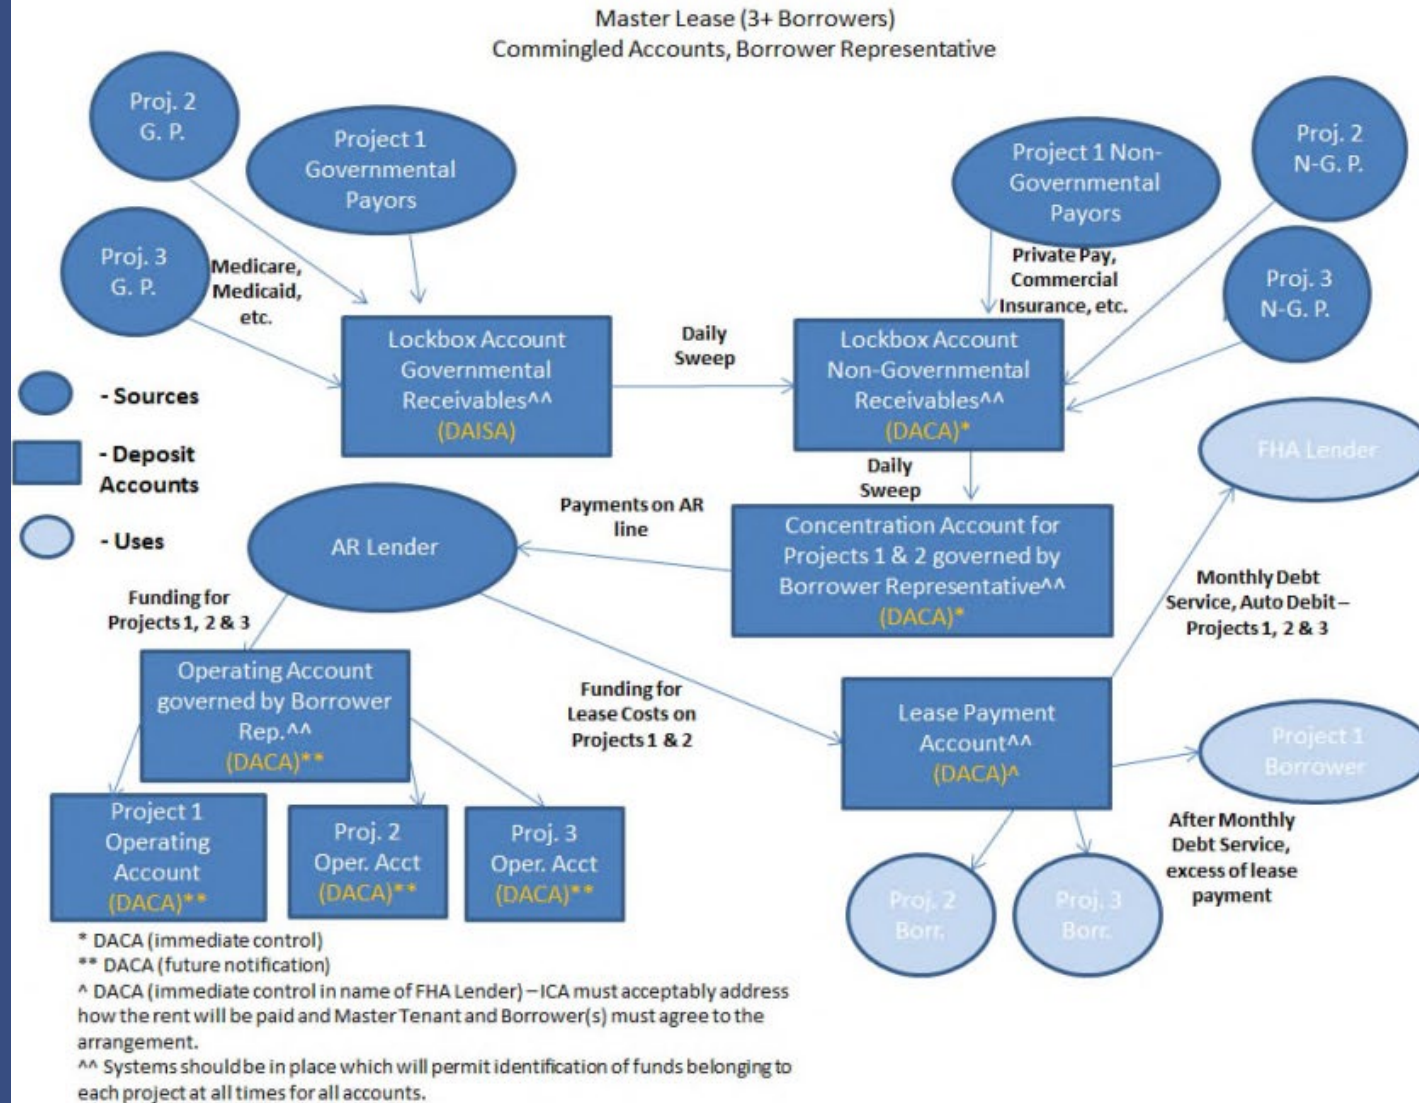 Master Lease (3+ Borrowers)
Commingled Accounts, Borrower Representative
Proj. 2
G. P.
Project 1
Governmental
Payors
Project 1 Non-
Governmental
Payors
Proj. 2
N-G. P.
Proj. 3
G. P.
Medicare,
Medicaid,
etc.
Private Pay,
Commercial
Insurance, etc.
Proj. 3
N-G. P.
Lockbox Account
Governmental
Receivables^^
(DAISA)
Daily
Sweep
Lockbox Account
Non-Governmental
Receivables^^
(DACA)*
- Sources
- Deposit
Accounts
- Uses
Daily
Sweep
FHA Lender
AR Lender
Payments on AR
line
Concentration Account for
Projects 1 & 2 governed by
Borrower Representative^^
(DACA)*
Funding for
Projects 1, 2 & 3
Monthly Debt
Service, Auto Debit –
Projects 1, 2 & 3
Operating Account
governed by Borrower
Rep.^^
(DACA)**
Funding for
Lease Costs on
Projects 1 & 2
Lease Payment
Account^^
(DACA)^
Project 1
Borrower
Project 1
Operating
Account
(DACA)**
Proj. 2
Oper. Acct
(DACA)**
Proj. 3
Oper. Acct
(DACA)**
After Monthly
Debt Service,
excess of lease
payment
Proj. 2
Borr.
Proj. 3
Borr.
* DACA (immediate control)
** DACA (future notification)
^ DACA (immediate control in name of FHA Lender) – ICA must acceptably address
how the rent will be paid and Master Tenant and Borrower(s) must agree to the
arrangement.
^^ Systems should be in place which will permit identification of funds belonging to
each project at all times for all accounts.